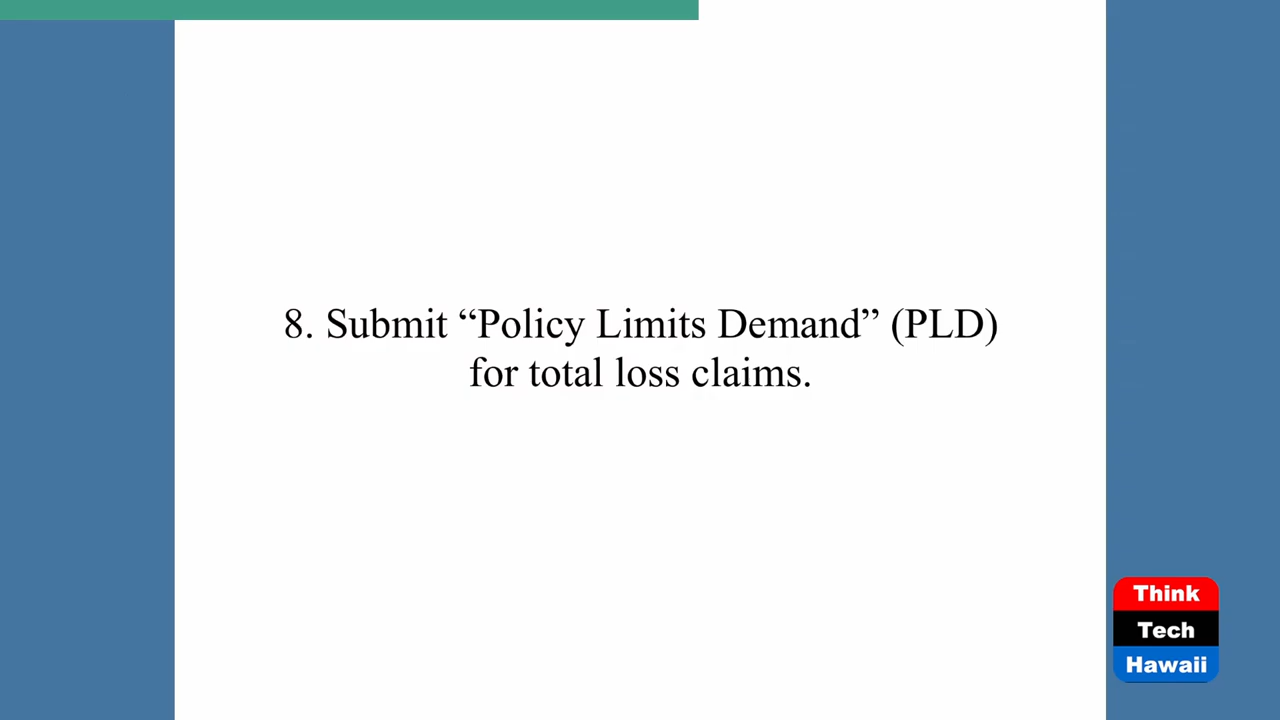 8. Submit “Policy Limits Demand” (PLD)
for total loss claims.
Think
Tech
Hawaii